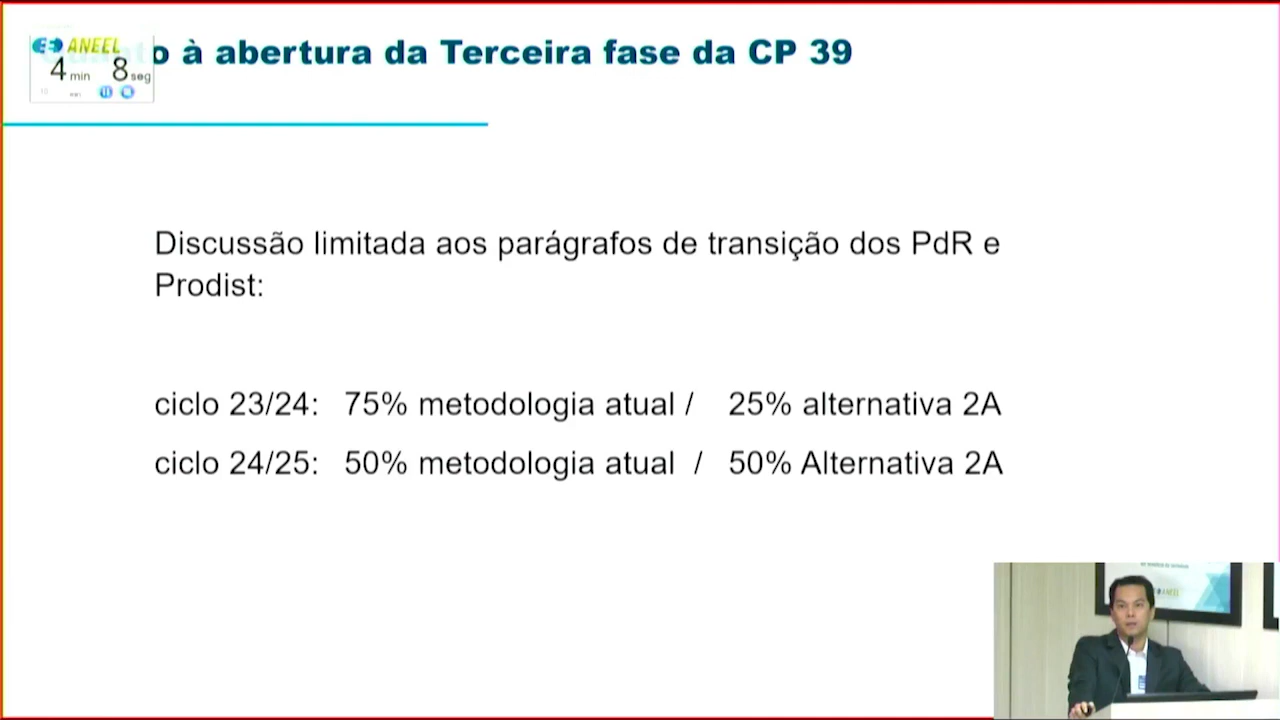 ANEEL
4 min 8 seg
o à abertura da Terceira fase da CP 39
Discussão limitada aos parágrafos de transição dos PdR e
Prodist:
ciclo 23/24: 75% metodologia atual / 25% alternativa 2A
ciclo 24/25: 50% metodologia atual / 50% Alternativa 2A
ANEEL